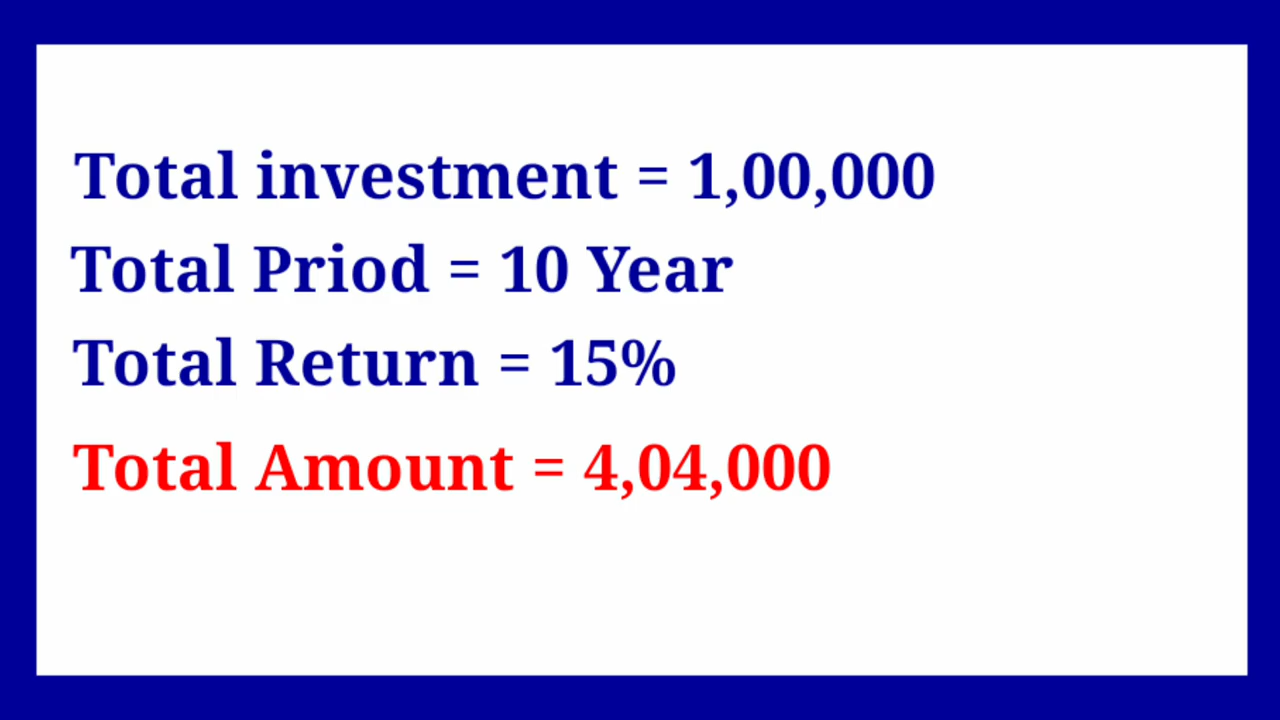 Total investment = 1,00,000
Total Priod = 10 Year
Total Return = 15%
Total Amount = 4,04,000